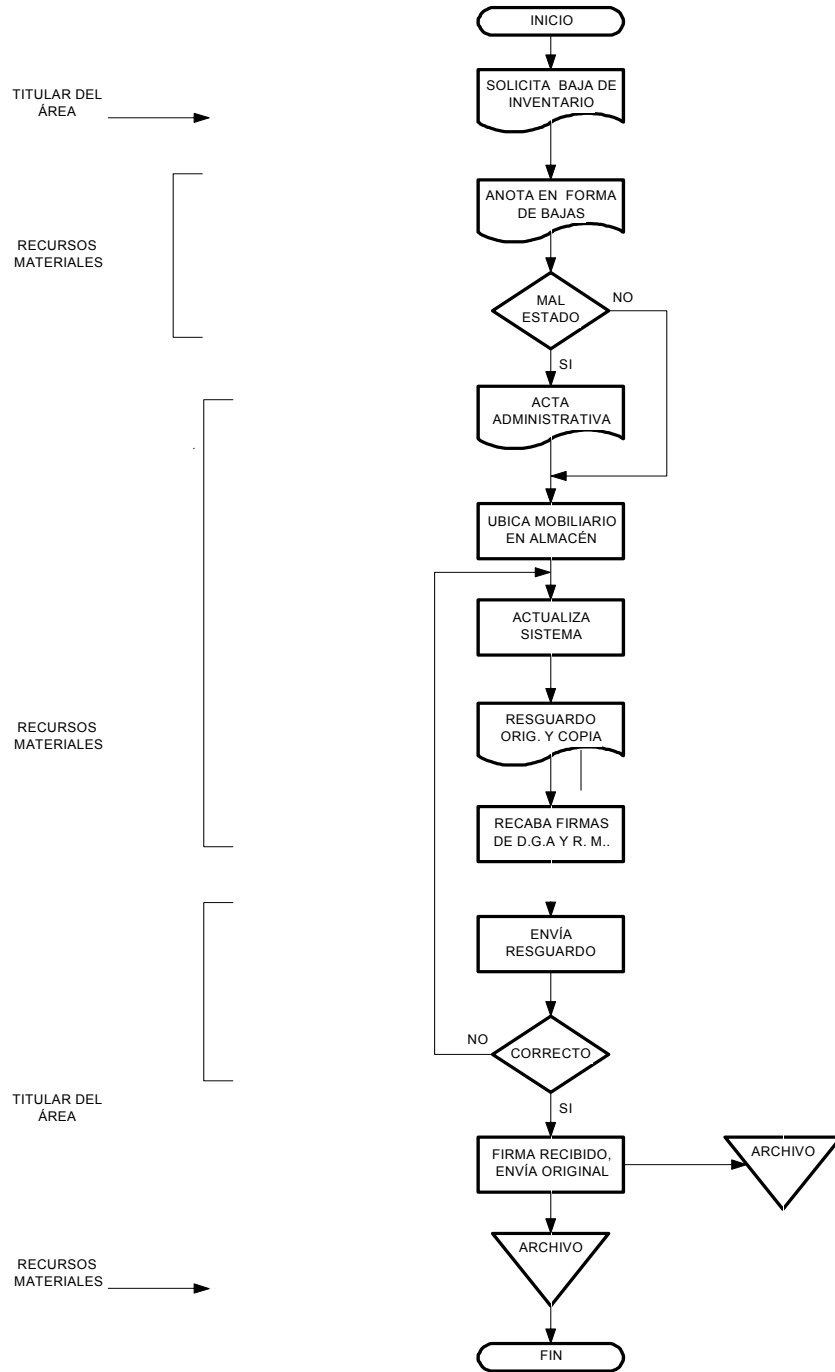 INICIO
SOLICITA BAJA DE
INVENTARIO
TITULAR DEL
ÁREA
ANOTA EN FORMA
DE BAJAS
RECURSOS
MATERIALES
MAL
ESTADO
NO
SI
ACTA
ADMINISTRATIVA
UBICA MOBILIARIO
EN ALMACÉN
ACTUALIZA
SISTEMA
RECURSOS
MATERIALES
RESGUARDO
ORIG. Y COPIA
RECABA FIRMAS
DE D.G.A Y R. M..
ENVÍA
RESGUARDO
NO
CORRECTO
SI
TITULAR DEL
ÁREA
FIRMA RECIBIDO,
ENVÍA ORIGINAL
ARCHIVO
ARCHIVO
RECURSOS
MATERIALES
FIN